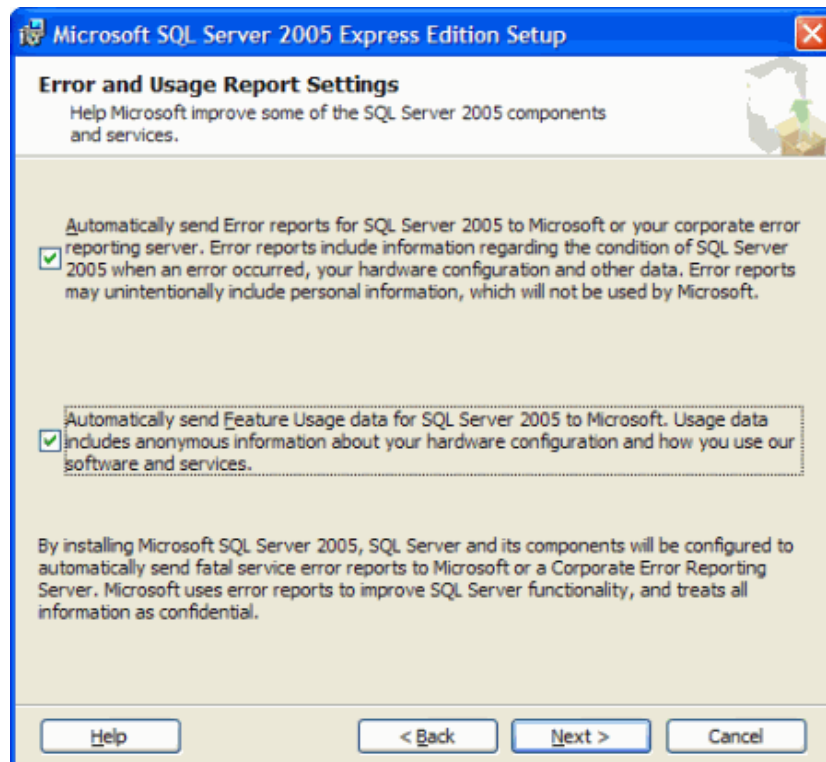 Microsoft SQL Server 2005 Express Edition Setup
Error and Usage Report Settings
Help Microsoft improve some of the SQL Server 2005 components
and services.
Automatically send Error reports for SQL Server 2005 to Microsoft or your corporate error
reporting server. Error reports include information regarding the condition of SQL Server
2005 when an error occurred, your hardware configuration and other data. Error reports
may unintentionally include personal information, which will not be used by Microsoft.
Automatically send Feature Usage data for SQL Server 2005 to Microsoft. Usage data
includes anonymous information about your hardware configuration and how you use our
software and services.
By installing Microsoft SQL Server 2005, SQL Server and its components will be configured to
automatically send fatal service error reports to Microsoft or a Corporate Error Reporting
Server. Microsoft uses error reports to improve SQL Server functionality, and treats all
information as confidential.
Help
< Back
Next >
Cancel